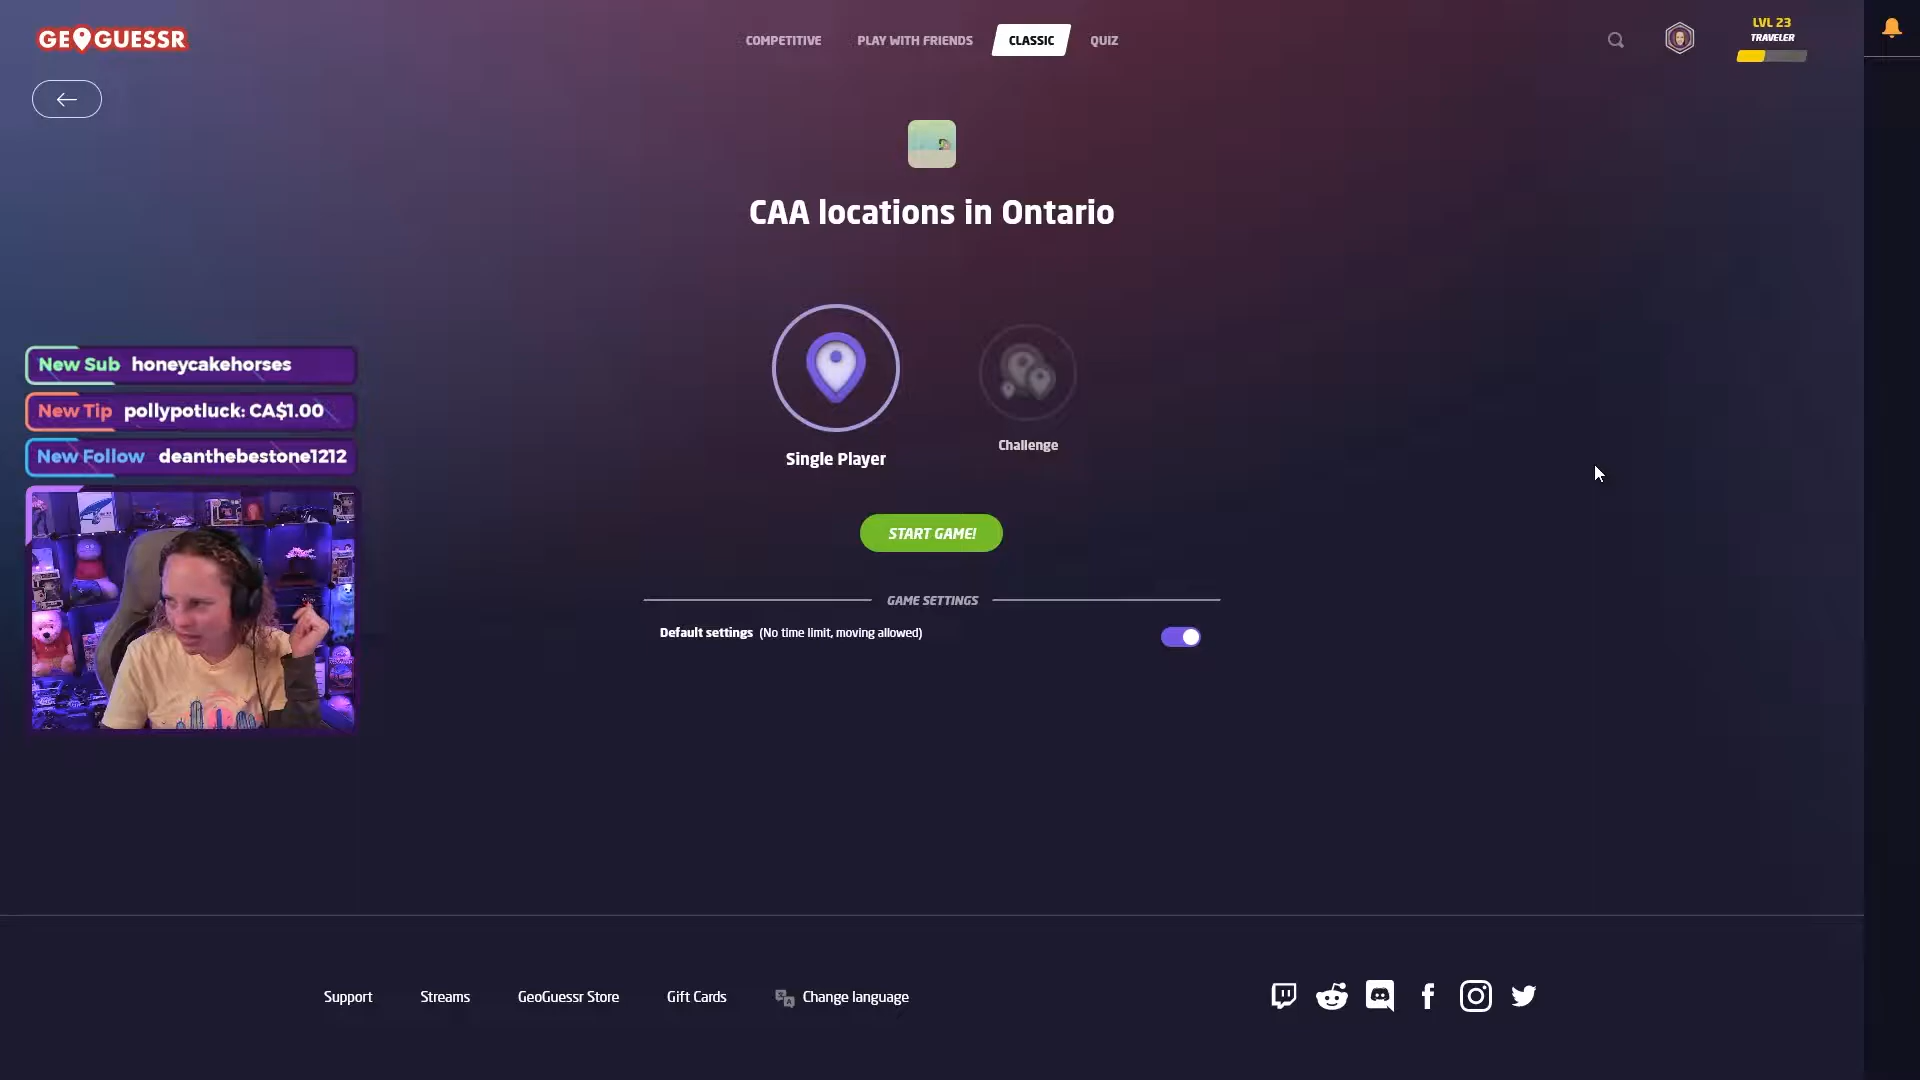 GEOGUESSR
COMPETITIVE
PLAY WITH FRIENDS
CLASSIC
QUIZ
LVL 23
TRAVELER
CAA locations in Ontario
Single Player
Challenge
START GAME!
GAME SETTINGS
Default settings (No time limit, moving allowed)
New Sub honeycakehorses
New Tip pollypotluck: CA$1.00
New Follow deanthebestone1212
Support
Streams
GeoGuessr Store
Gift Cards
Change language